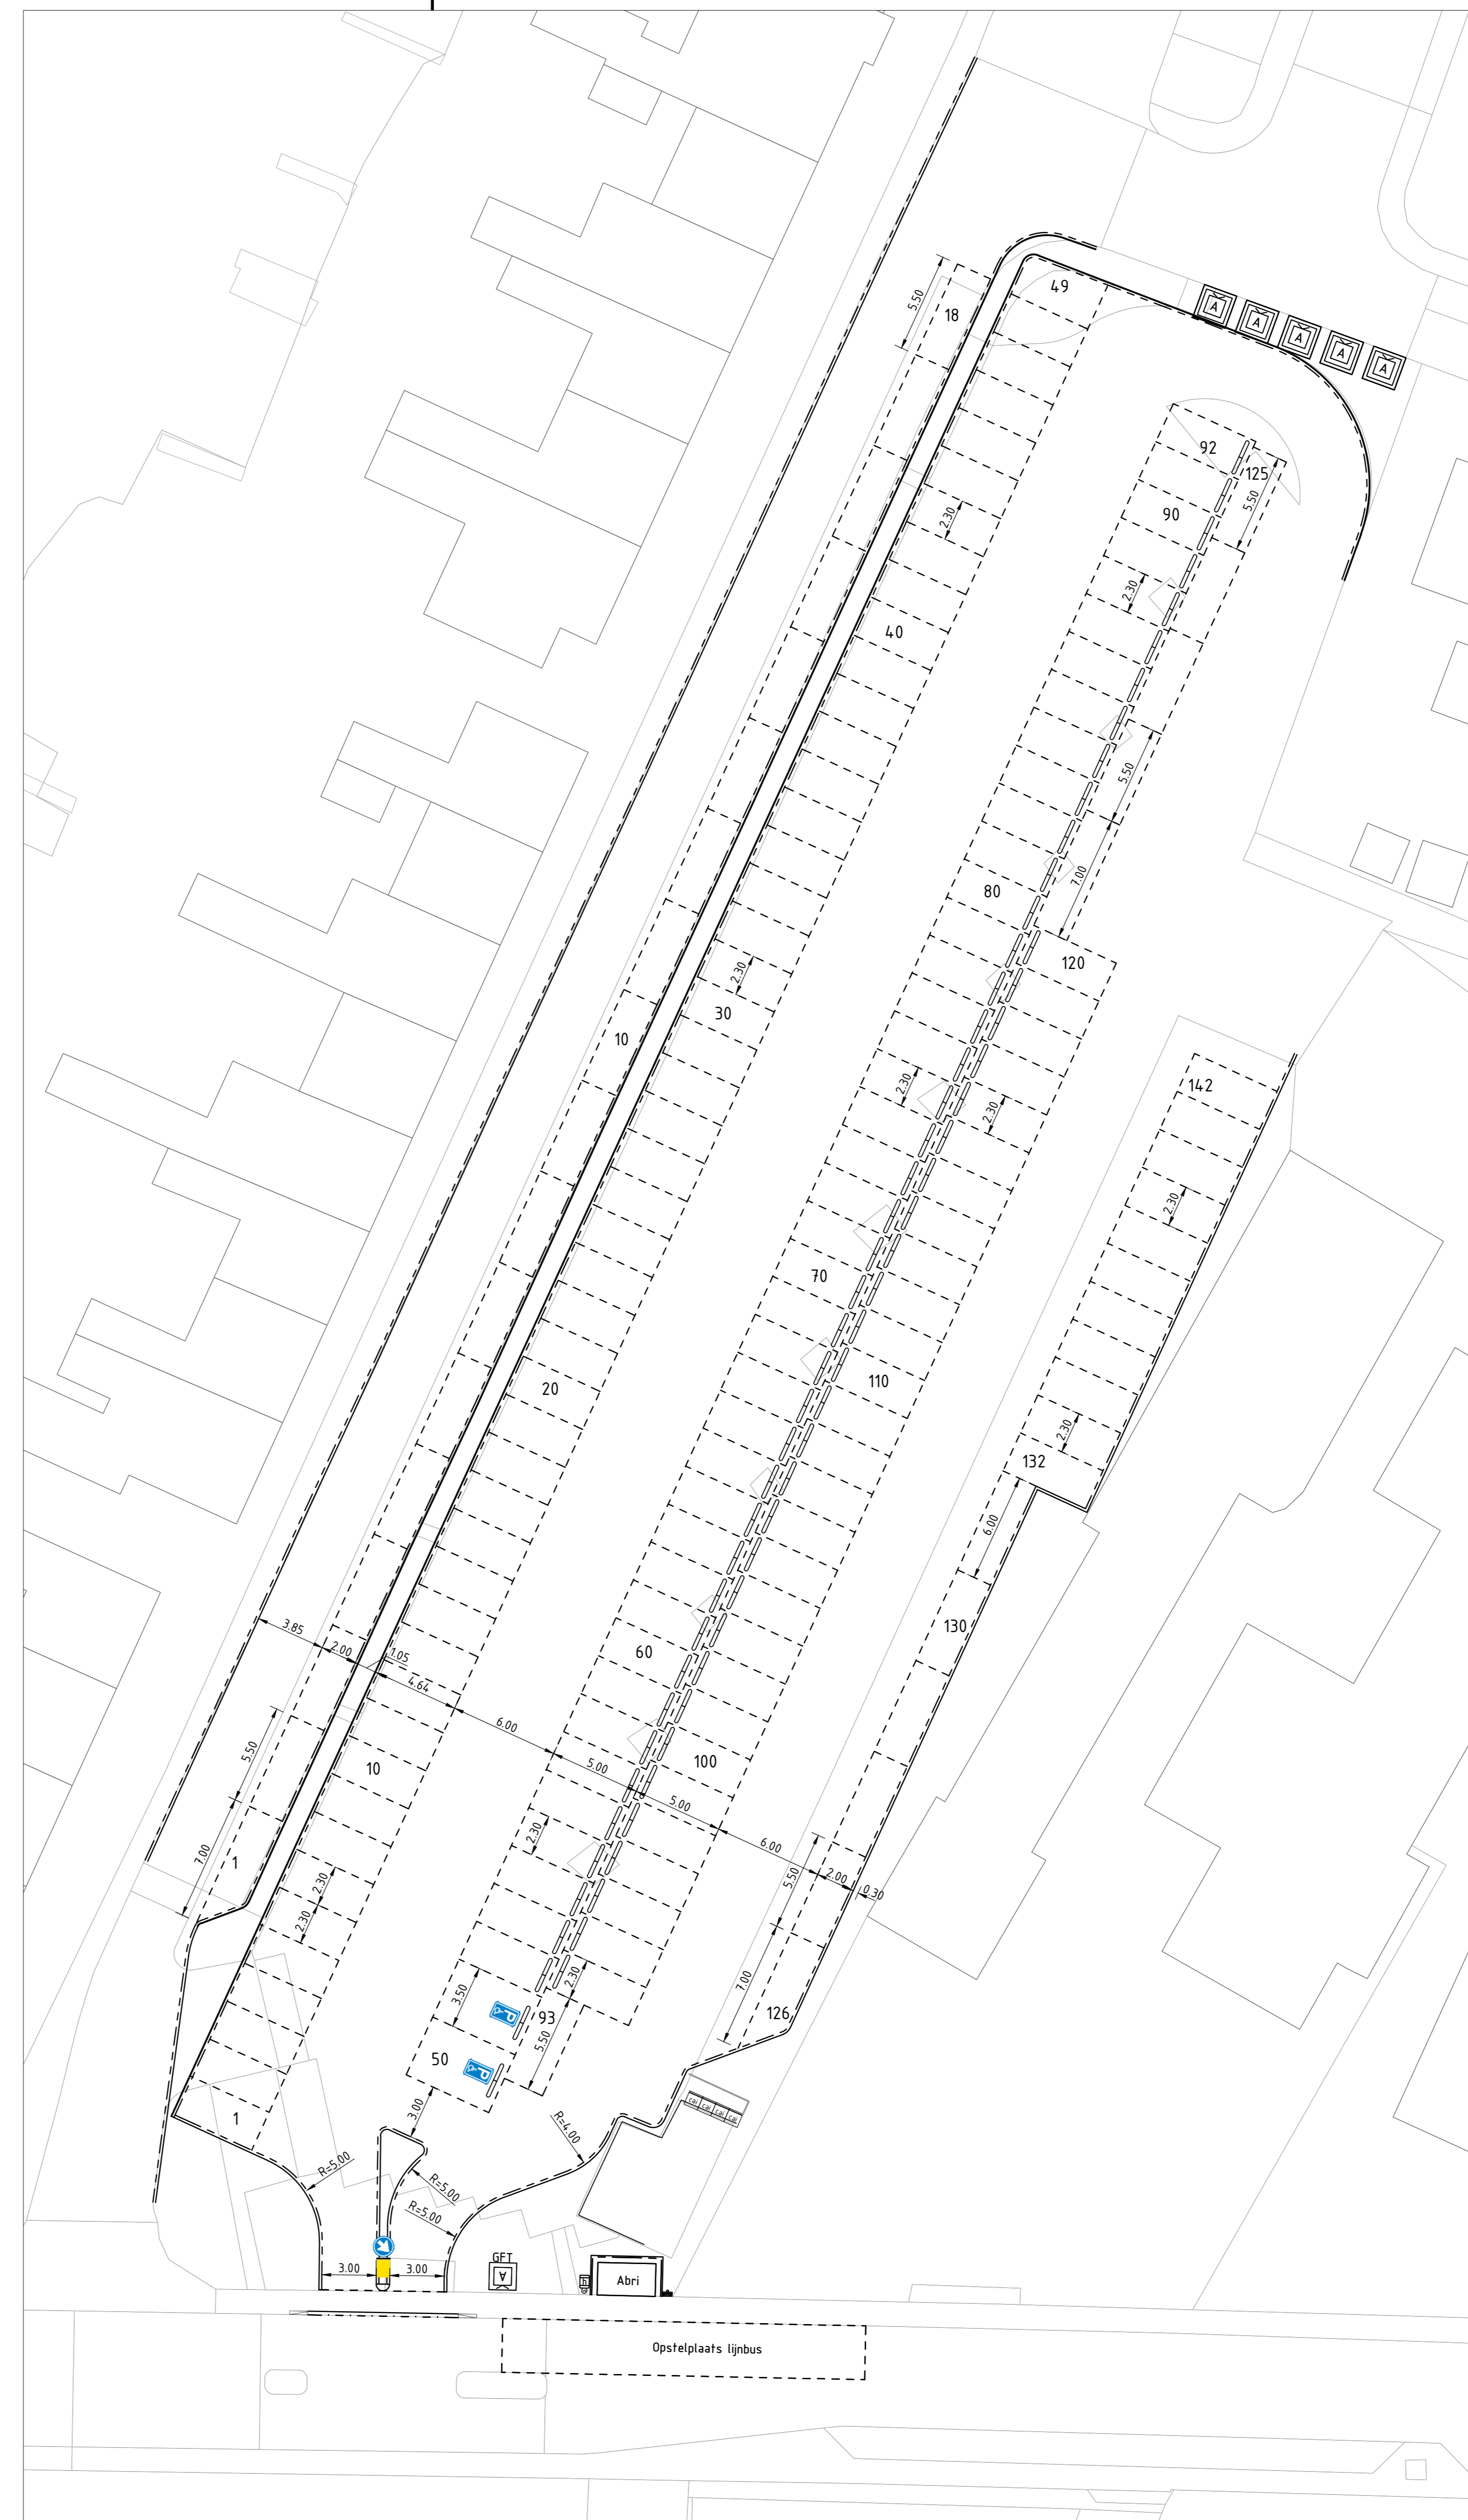 49
18
5.50
A
A
A
A
A
92
125
90
5.50
2.30
2.30
40
5.50
7.00
80
120
2.30
30
10
2.30
2.30
142
2.30
70
110
20
2.30
132
6.00
130
60
3.85
2.00
1.05
4.64
6.00
5.00
100
5.00
6.00
5.50
10
7.00
1
2.30
2.30
2.30
5.50
2.00
0.30
7.00
2.30
3.50
P
93
5.50
126
50
P
3.00
1
cai
cai
cai
cai
R=4.00
R=5.00
R=5.00
R=5.00
3.00
3.00
GFT
A
h
Abri
Opstelplaats lijnbus